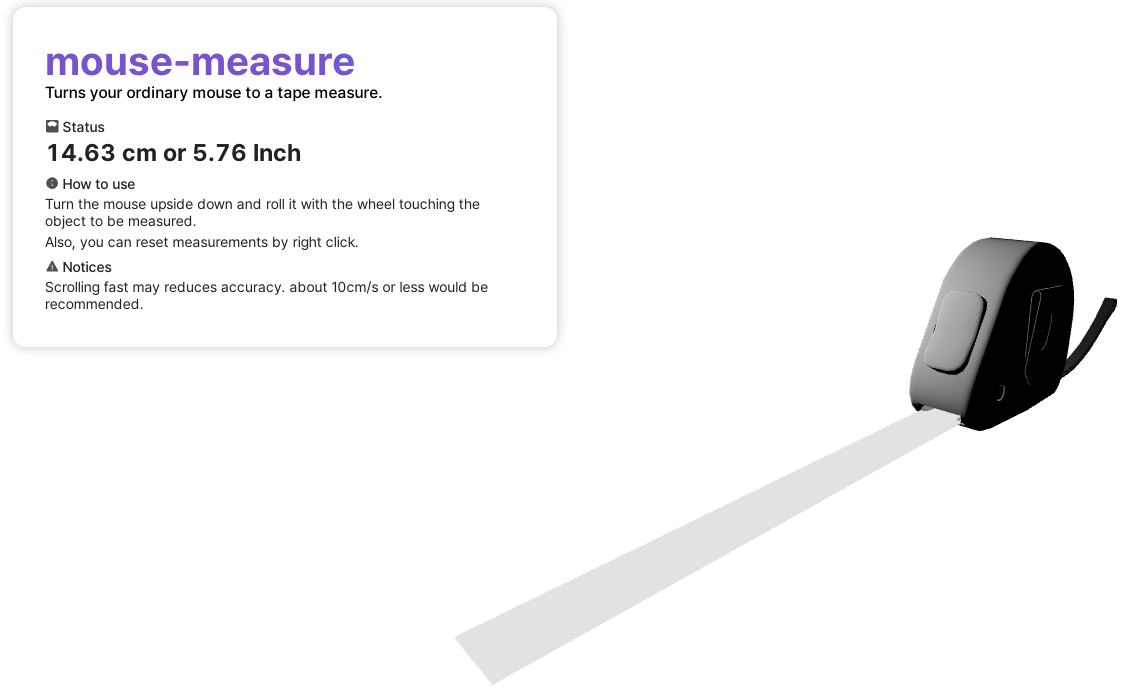 mouse-measure
Turns your ordinary mouse to a tape measure.
Status
14.63 cm or 5.76 Inch
How to use
Turn the mouse upside down and roll it with the wheel touching the
object to be measured.
Also, you can reset measurements by right click.
Notices
Scrolling fast may reduces accuracy. about 10cm/s or less would be
recommended.